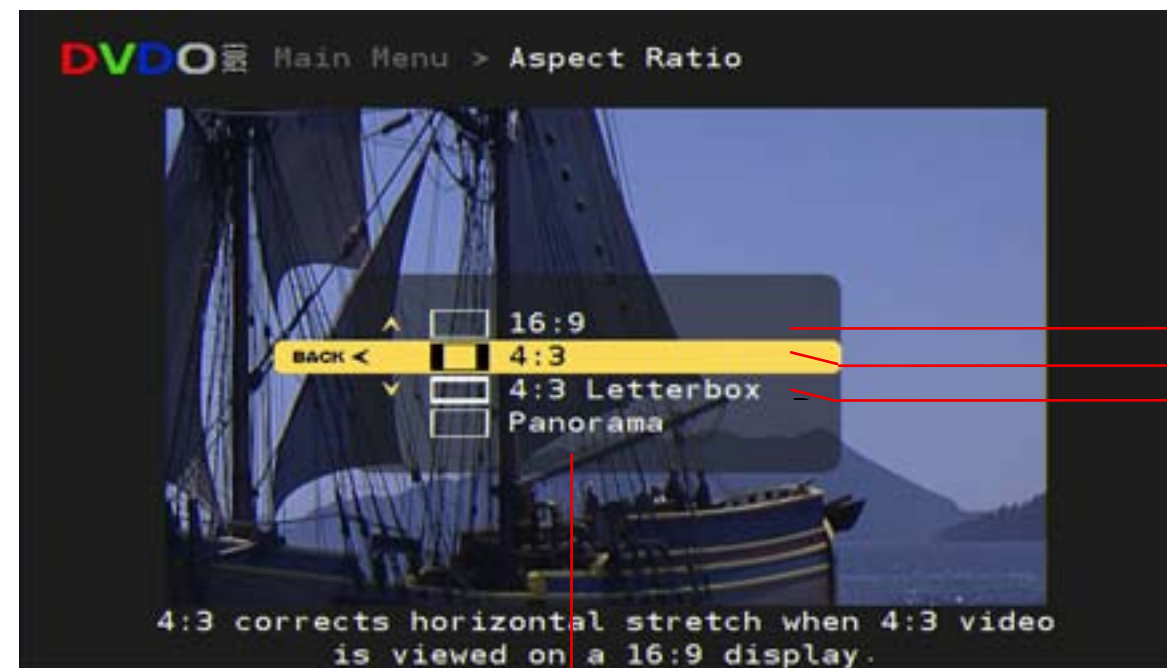 DVDO EDGE Main Menu > Aspect Ratio
16:9
BACK < 4:3
4:3 Letterbox
Panorama
4:3 corrects horizontal stretch when 4:3 video
is viewed on a 16:9 display.